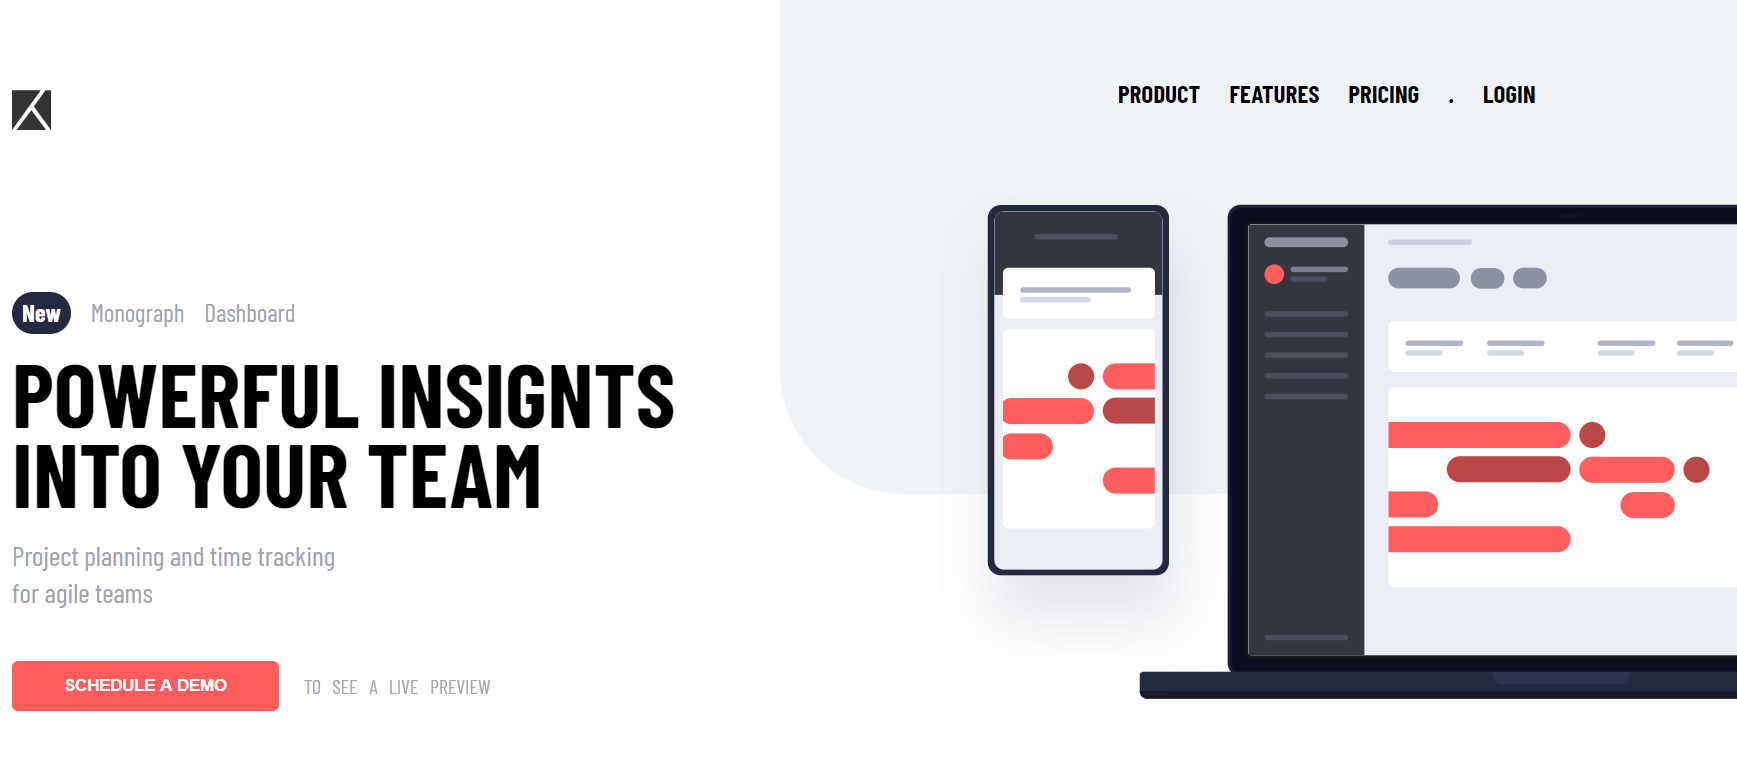 PRODUCT FEATURES PRICING . LOGIN
New Monograph Dashboard
POWERFUL INSIGNTS
INTO YOUR TEAM
Project planning and time tracking
for agile teams
SCHEDULE A DEMO TO SEE A LIVE PREVIEW